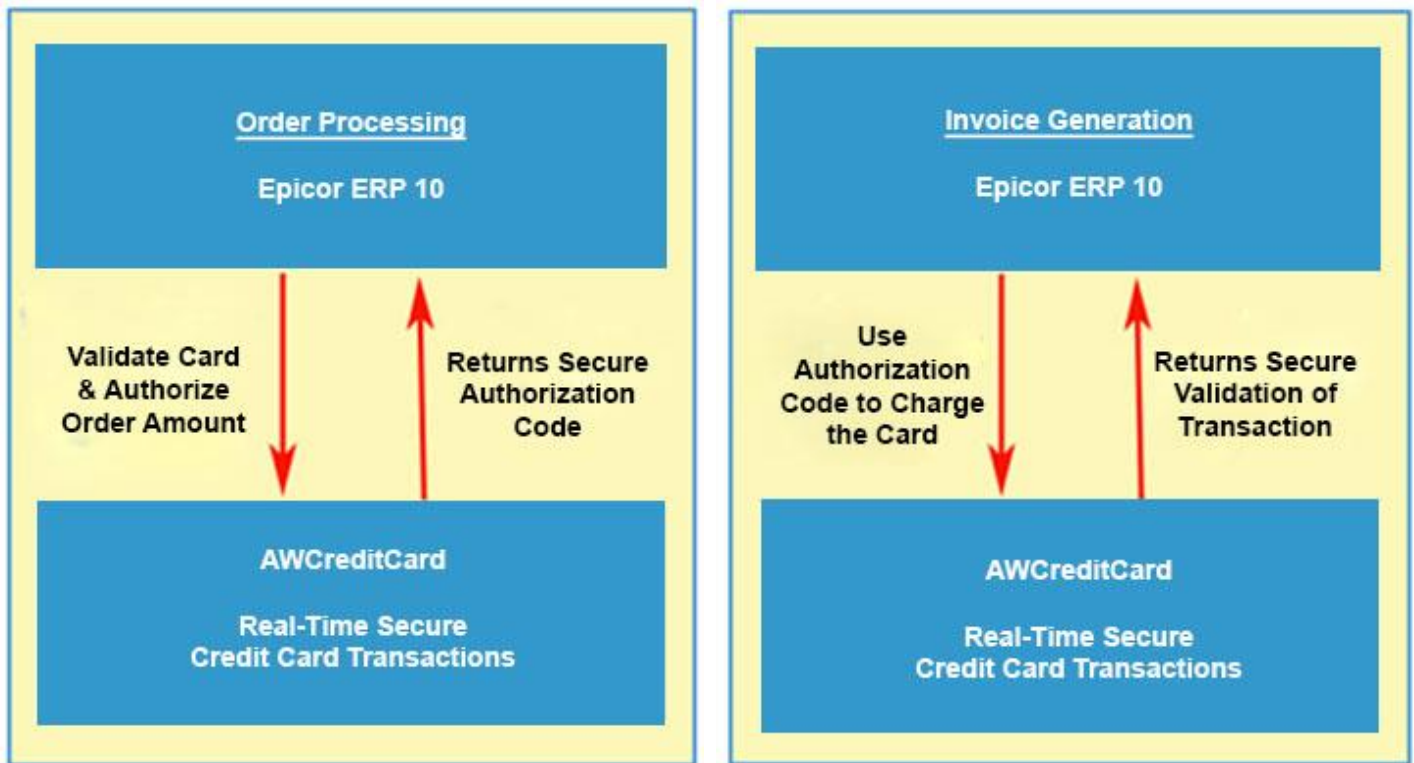 Order Processing
Epicor ERP 10
Validate Card
& Authorize
Order Amount
Returns Secure
Authorization
Code
AWCreditCard
Real-Time Secure
Credit Card Transactions
Invoice Generation
Epicor ERP 10
Use
Authorization
Code to Charge
the Card
Returns Secure
Validation of
Transaction
AWCreditCard
Real-Time Secure
Credit Card Transactions